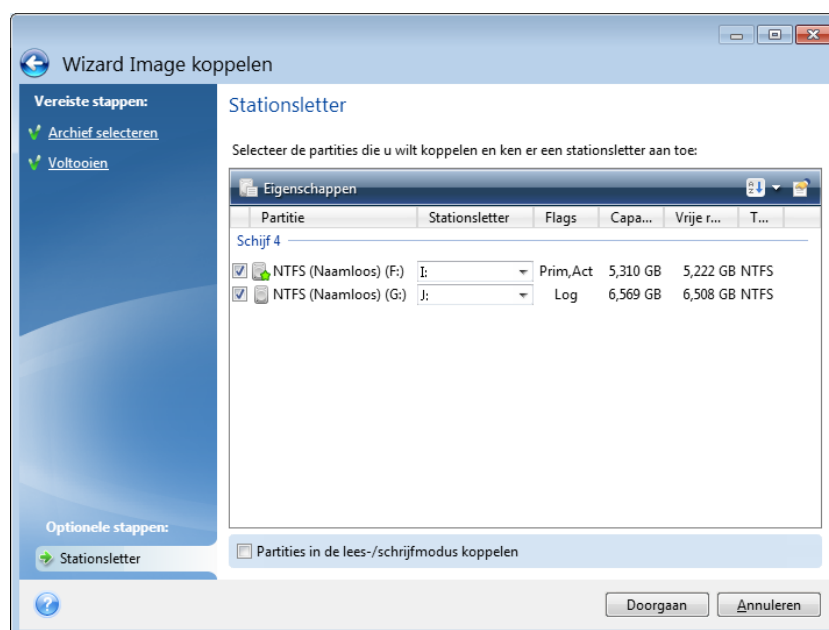 Wizard Image koppelen
Vereiste stappen:
Archief selecteren
Voltooien
Stationsletter
Selecteer de partities die u wilt koppelen en ken er een stationsletter aan toe:
Eigenschappen
Partitie Stationsletter Flags Capa... Vrije r... T...
Schijf 4
NTFS (Naamloos) (F:) I: Prim,Act 5,310 GB 5,222 GB NTFS
NTFS (Naamloos) (G:) J: Log 6,569 GB 6,508 GB NTFS
Optionele stappen:
Stationsletter
Partities in de lees-/schrijfmodus koppelen
Doorgaan Annuleren